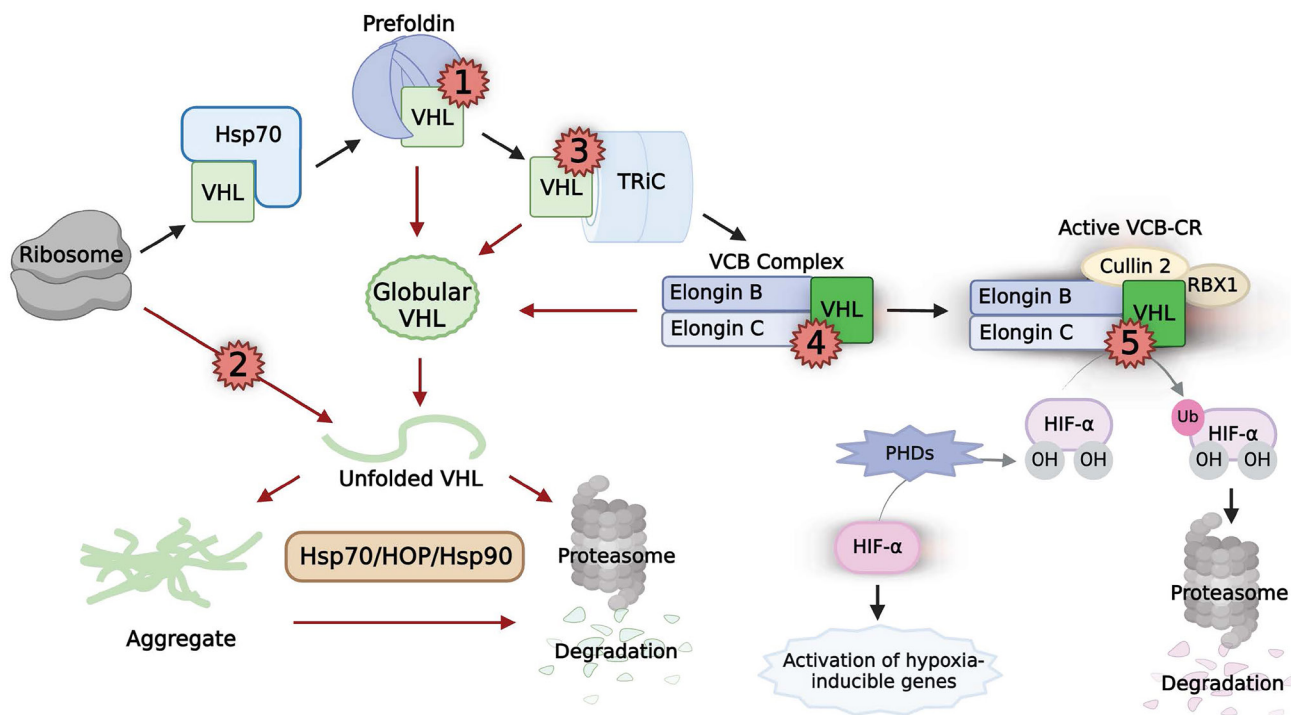 Prefoldin
1
VHL
Hsp70
VHL
3
VHL
TRiC
Ribosome
Active VCB-CR
Cullin 2
RBX1
VCB Complex
Elongin B
Elongin C
VHL
4
Elongin B
Elongin C
VHL
5
Globular
VHL
2
Unfolded VHL
PHDs
HIF-α
OH
OH
Ub
HIF-α
OH
OH
HIF-α
Hsp70/HOP/Hsp90
Proteasome
Aggregate
Degradation
Activation of hypoxia-
inducible genes
Proteasome
Degradation